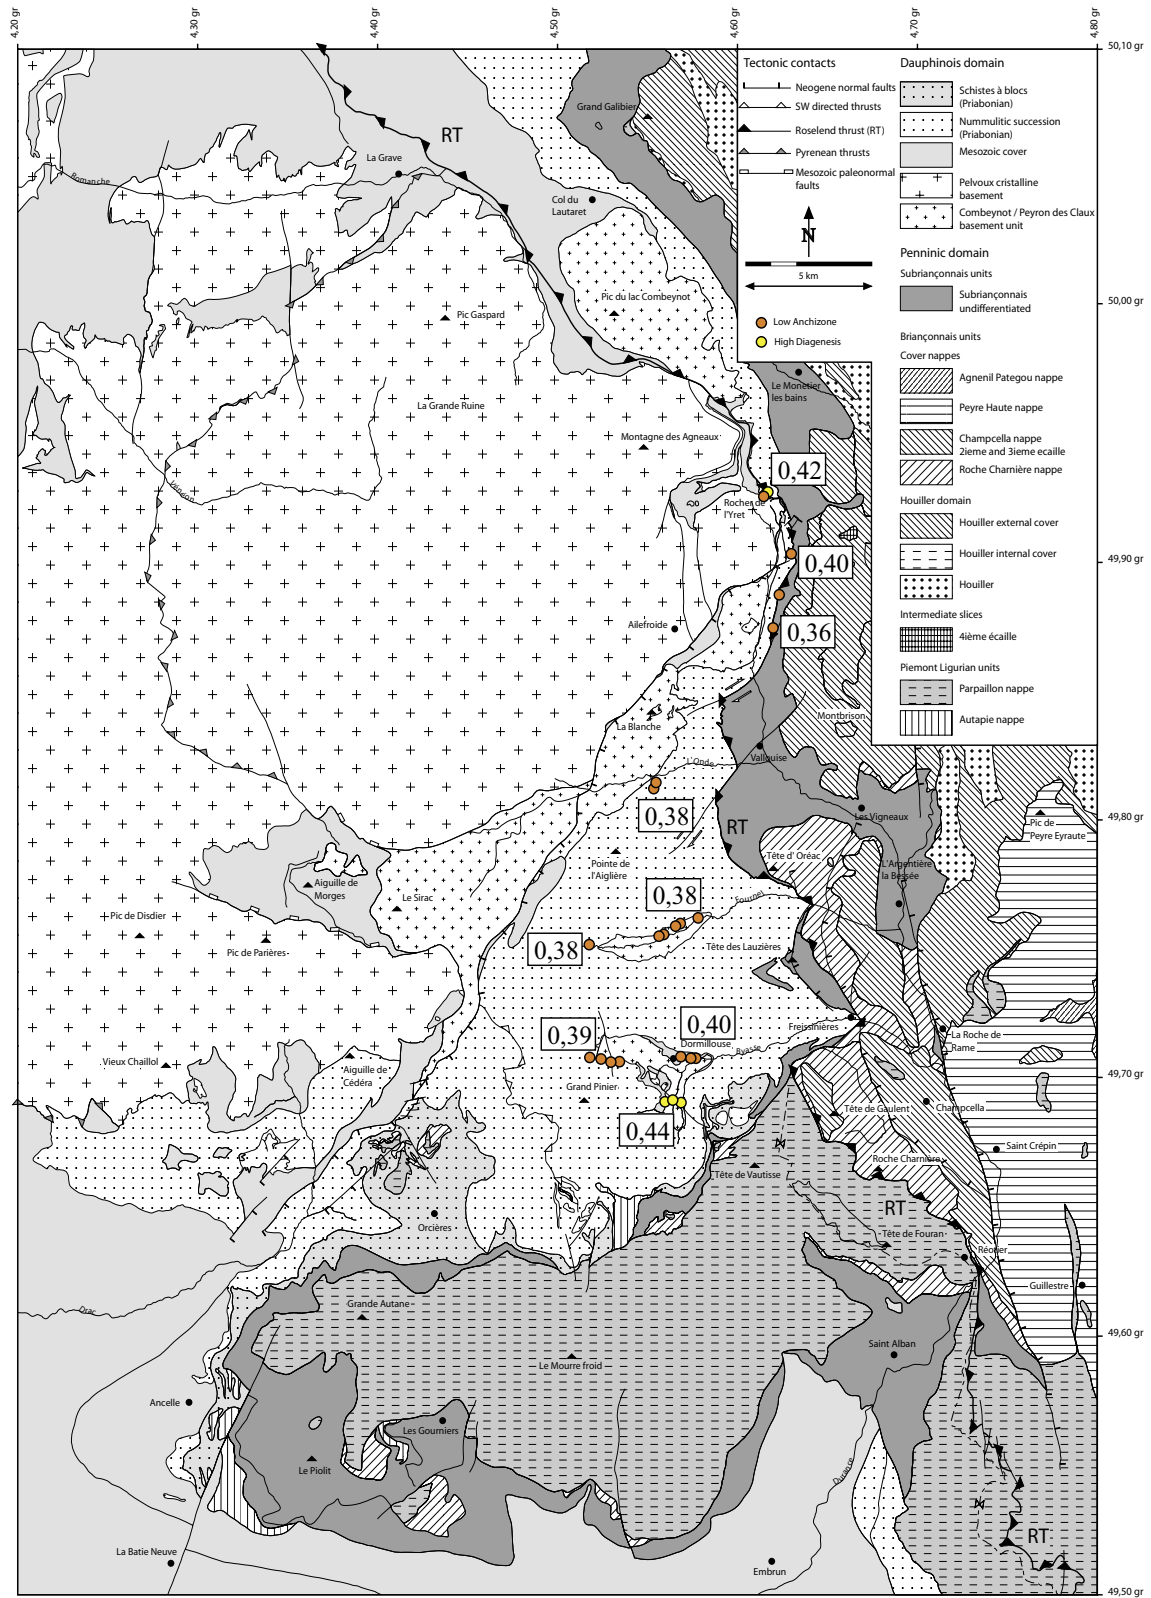 4,20 gr
4,30 gr
4,40 gr
4,50 gr
4,60 gr
4,70 gr
4,80 gr
50,10 gr
50,00 gr
49,90 gr
49,80 gr
49,70 gr
49,60 gr
49,50 gr
Tectonic contacts
Neogene normal faults
SW directed thrusts
Roselend thrust (RT)
Pyrenean thrusts
Mesozoic paleonormal
faults
N
5 km
Low Anchizone
High Diagenesis
Dauphinois domain
Schistes à blocs
(Priabonian)
Nummulitic succession
(Priabonian)
Mesozoic cover
Pelvoux cristalline
basement
Combeynot / Peyron des Claux
basement unit
Penninic domain
Subriançonnais units
Subriançonnais
undifferentiated
Briançonnais units
Cover nappes
Agnenil Pategou nappe
Peyre Haute nappe
Champcella nappe
2ieme and 3ieme ecaille
Roche Charnière nappe
Houiller domain
Houiller external cover
Houiller internal cover
Houiller
Intermediate slices
4ième écaille
Piemont Ligurian units
Parpaillon nappe
Autapie nappe
Grand Galibier
RT
La Grave
Romanche
Col du
Lautaret
Pic du lac Combeynot
Pic Gaspard
Le Monetier
les bains
La Grande Ruine
Montagne des Agneaux
0,42
Vénéon
Rocher de
l'Yret
0,40
Ailefroide
0,36
La Blanche
Montbrison
L'Onde
Vallouise
0,38
RT
Les Vigneaux
Pic de
Peyre Eyraute
Pointe de
l'Aiglière
Tête d' Oréac
L'Argentière
la Bessée
Aiguille de
Morges
Le Sirac
0,38
Fournel
Pic de Disdier
Pic de Parières
0,38
Tête des Lauzières
0,39
0,40
Dormillouse
Byasse
Freissinières
La Roche de
Rame
Vieux Chaillol
Aiguille de
Cédéra
Grand Pinier
Tête de Gaulent
Champcella
0,44
Saint Crépin
Roche Charnière
Tête de Vautisse
RT
Orcières
Tête de Fouran
Réotier
Guillestre
Drac
Grande Autane
Saint Alban
Le Mourre froid
Ancelle
Les Gourniers
Le Piolit
Durance
RT
La Batie Neuve
Embrun